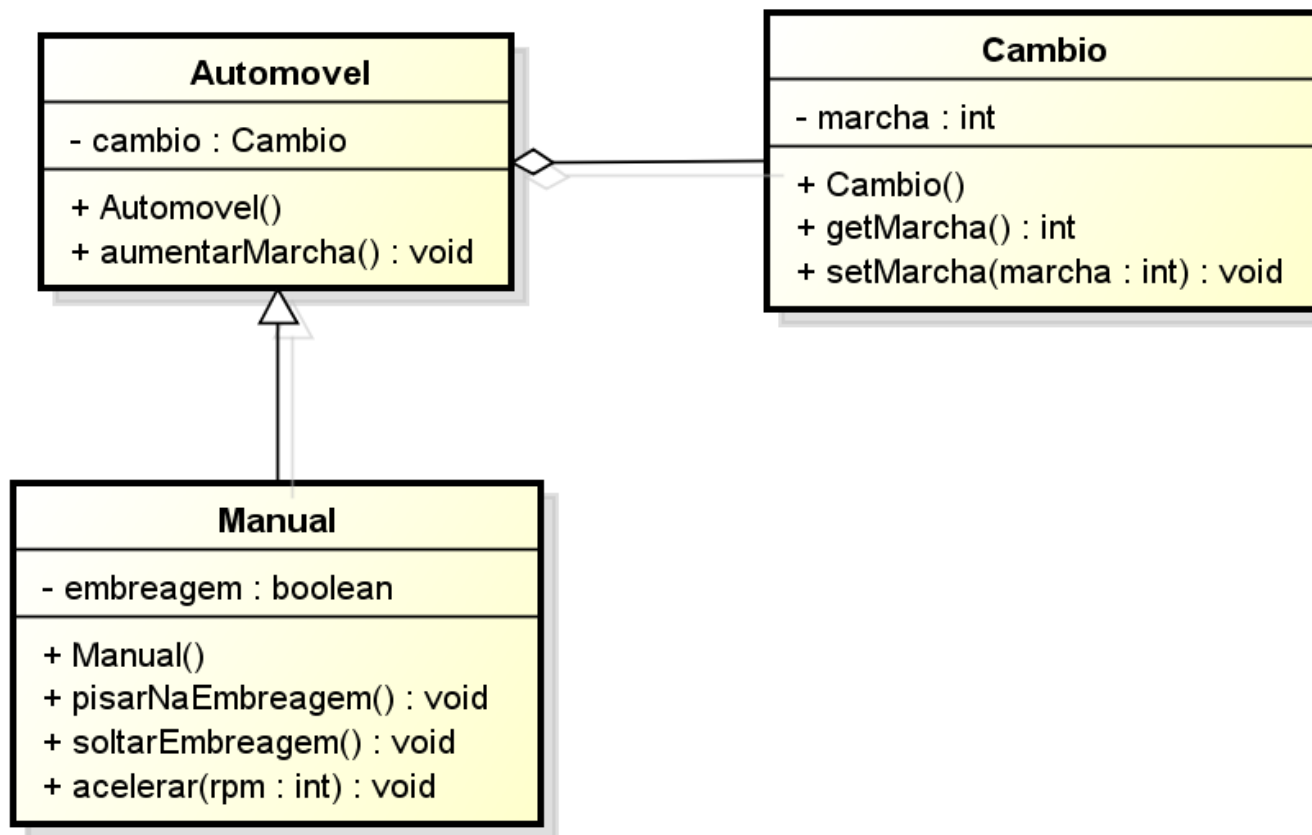 Automovel
- cambio : Cambio
+ Automovel()
+ aumentarMarcha() : void
Cambio
- marcha : int
+ Cambio()
+ getMarcha() : int
+ setMarcha(marcha : int) : void
Manual
- embreagem : boolean
+ Manual()
+ pisarNaEmbreagem() : void
+ soltarEmbreagem() : void
+ acelerar(rpm : int) : void